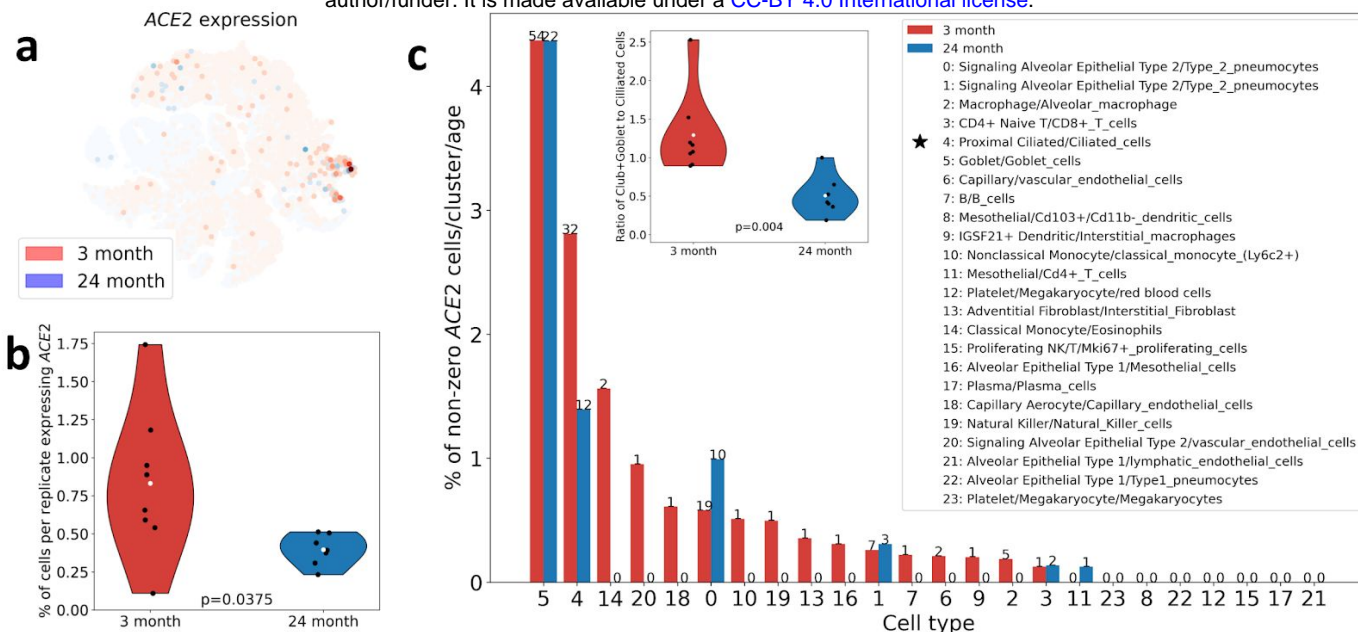 author/funder. It is made available under a CC-BY 4.0 International license.
a
ACE2 expression
3 month
24 month
b
% of cells per replicate expressing ACE2
1.75
1.50
1.25
1.00
0.75
0.50
0.25
0.00
p=0.0375
3 month
24 month
c
% of non-zero ACE2 cells/cluster/age
4
3
2
1
0
54 22
32 12
2 0
1 0
1 0
19 10
1 0
1 0
1 0
1 0
7 3
1 0
2 0
1 0
5 0
1 2
0 1
0 0
0 0
0 0
0 0
0 0
0 0
0 0
5 4 14 20 18 0 10 19 13 16 1 7 6 9 2 3 11 23 8 22 12 15 17 21
Cell type
Ratio of Club+Goblet to Cilliated Cells
2.5
2.0
1.5
1.0
0.5
0.0
p=0.004
3 month
24 month
3 month
24 month
0: Signaling Alveolar Epithelial Type 2/Type_2_pneumocytes
1: Signaling Alveolar Epithelial Type 2/Type_2_pneumocytes
2: Macrophage/Alveolar_macrophage
3: CD4+ Naive T/CD8+_T_cells
★ 4: Proximal Ciliated/Ciliated_cells
5: Goblet/Goblet_cells
6: Capillary/vascular_endothelial_cells
7: B/B_cells
8: Mesothelial/Cd103+/Cd11b-_dendritic_cells
9: IGSF21+ Dendritic/Interstitial_macrophages
10: Nonclassical Monocyte/classical_monocyte_(Ly6c2+)
11: Mesothelial/Cd4+_T_cells
12: Platelet/Megakaryocyte/red blood cells
13: Adventitial Fibroblast/Interstitial_Fibroblast
14: Classical Monocyte/Eosinophils
15: Proliferating NK/T/Mki67+_proliferating_cells
16: Alveolar Epithelial Type 1/Mesothelial_cells
17: Plasma/Plasma_cells
18: Capillary Aerocyte/Capillary_endothelial_cells
19: Natural Killer/Natural_Killer_cells
20: Signaling Alveolar Epithelial Type 2/vascular_endothelial_cells
21: Alveolar Epithelial Type 1/lymphatic_endothelial_cells
22: Alveolar Epithelial Type 1/Type1_pneumocytes
23: Platelet/Megakaryocyte/Megakaryocytes